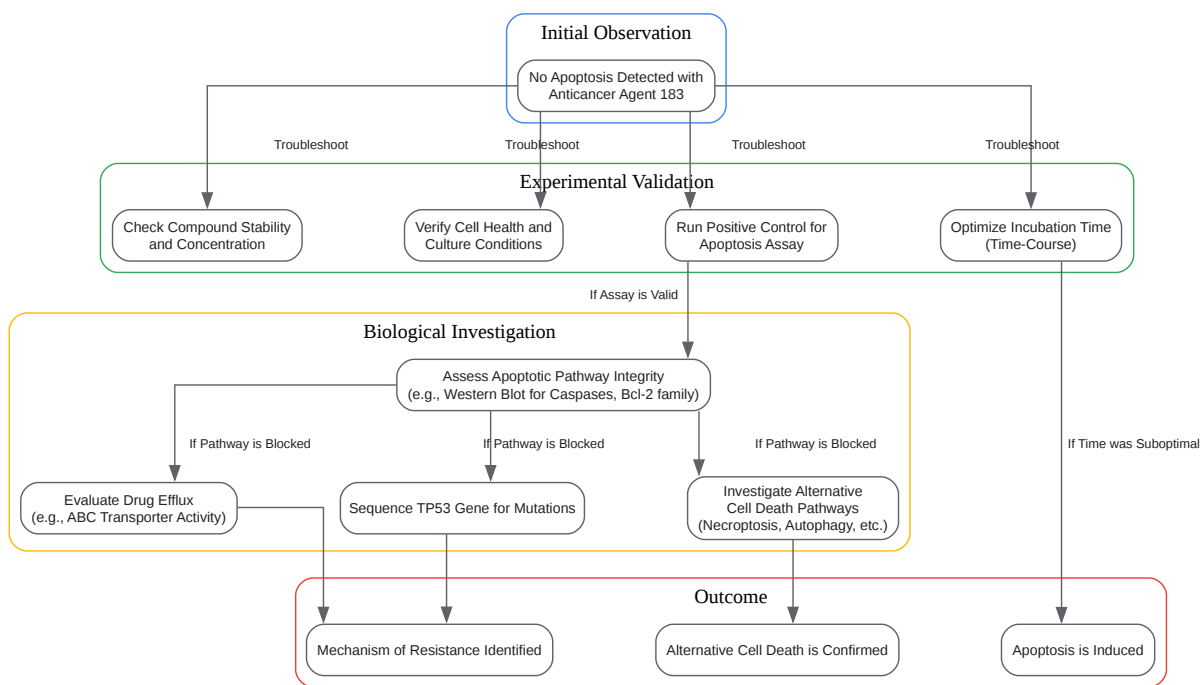 Initial Observation
No Apoptosis Detected with
Anticancer Agent 183
Troubleshoot
Troubleshoot
Troubleshoot
Troubleshoot
Experimental Validation
Check Compound Stability
and Concentration
Verify Cell Health and
Culture Conditions
Run Positive Control for
Apoptosis Assay
Optimize Incubation Time
(Time-Course)
If Assay is Valid
Biological Investigation
Assess Apoptotic Pathway Integrity
(e.g., Western Blot for Caspases, Bcl-2 family)
If Pathway is Blocked
If Pathway is Blocked
If Pathway is Blocked
If Time was Suboptimal
Evaluate Drug Efflux
(e.g., ABC Transporter Activity)
Sequence TP53 Gene for Mutations
Investigate Alternative
Cell Death Pathways
(Necroptosis, Autophagy, etc.)
Outcome
Mechanism of Resistance Identified
Alternative Cell Death is Confirmed
Apoptosis is Induced